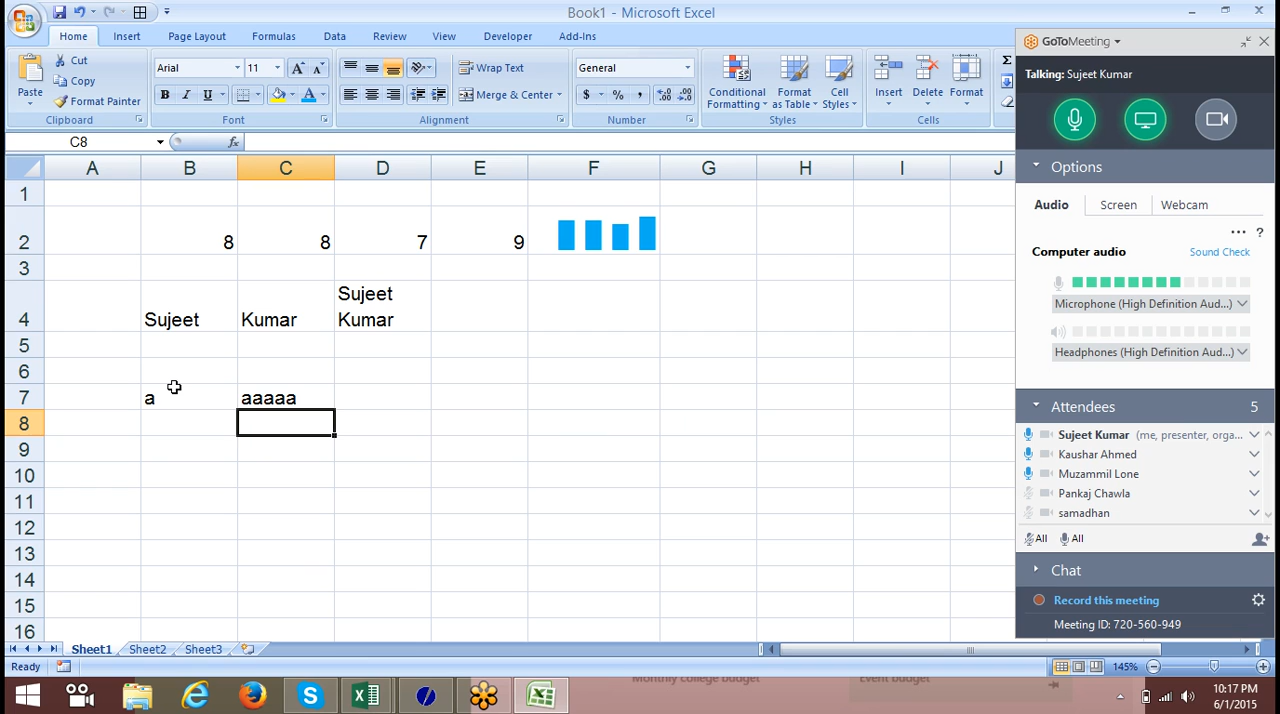 Book1 - Microsoft Excel
Home Insert Page Layout Formulas Data Review View Developer Add-Ins
Paste
Cut
Copy
Format Painter
Clipboard
Arial 11
B I U
Font
Wrap Text
Merge & Center
Alignment
General
$ % ,
Number
Conditional Formatting
Format as Table
Cell Styles
Styles
Insert Delete Format
Cells
C8 fx
A B C D E F G H I J
1
2 8 8 7 9
3
4 Sujeet Kumar Sujeet
Kumar
5
6
7 a aaaaa
8
9
10
11
12
13
14
15
16
Sheet1 Sheet2 Sheet3
Ready
145%
GoToMeeting
Talking: Sujeet Kumar
Options
Audio Screen Webcam
... ?
Computer audio Sound Check
Microphone (High Definition Aud...)
Headphones (High Definition Aud...)
Attendees 5
Sujeet Kumar (me, presenter, orga...
Kaushar Ahmed
Muzammil Lone
Pankaj Chawla
samadhan
All All
Chat
Record this meeting
Meeting ID: 720-560-949
Monthly college budget Event budget
10:17 PM
6/1/2015